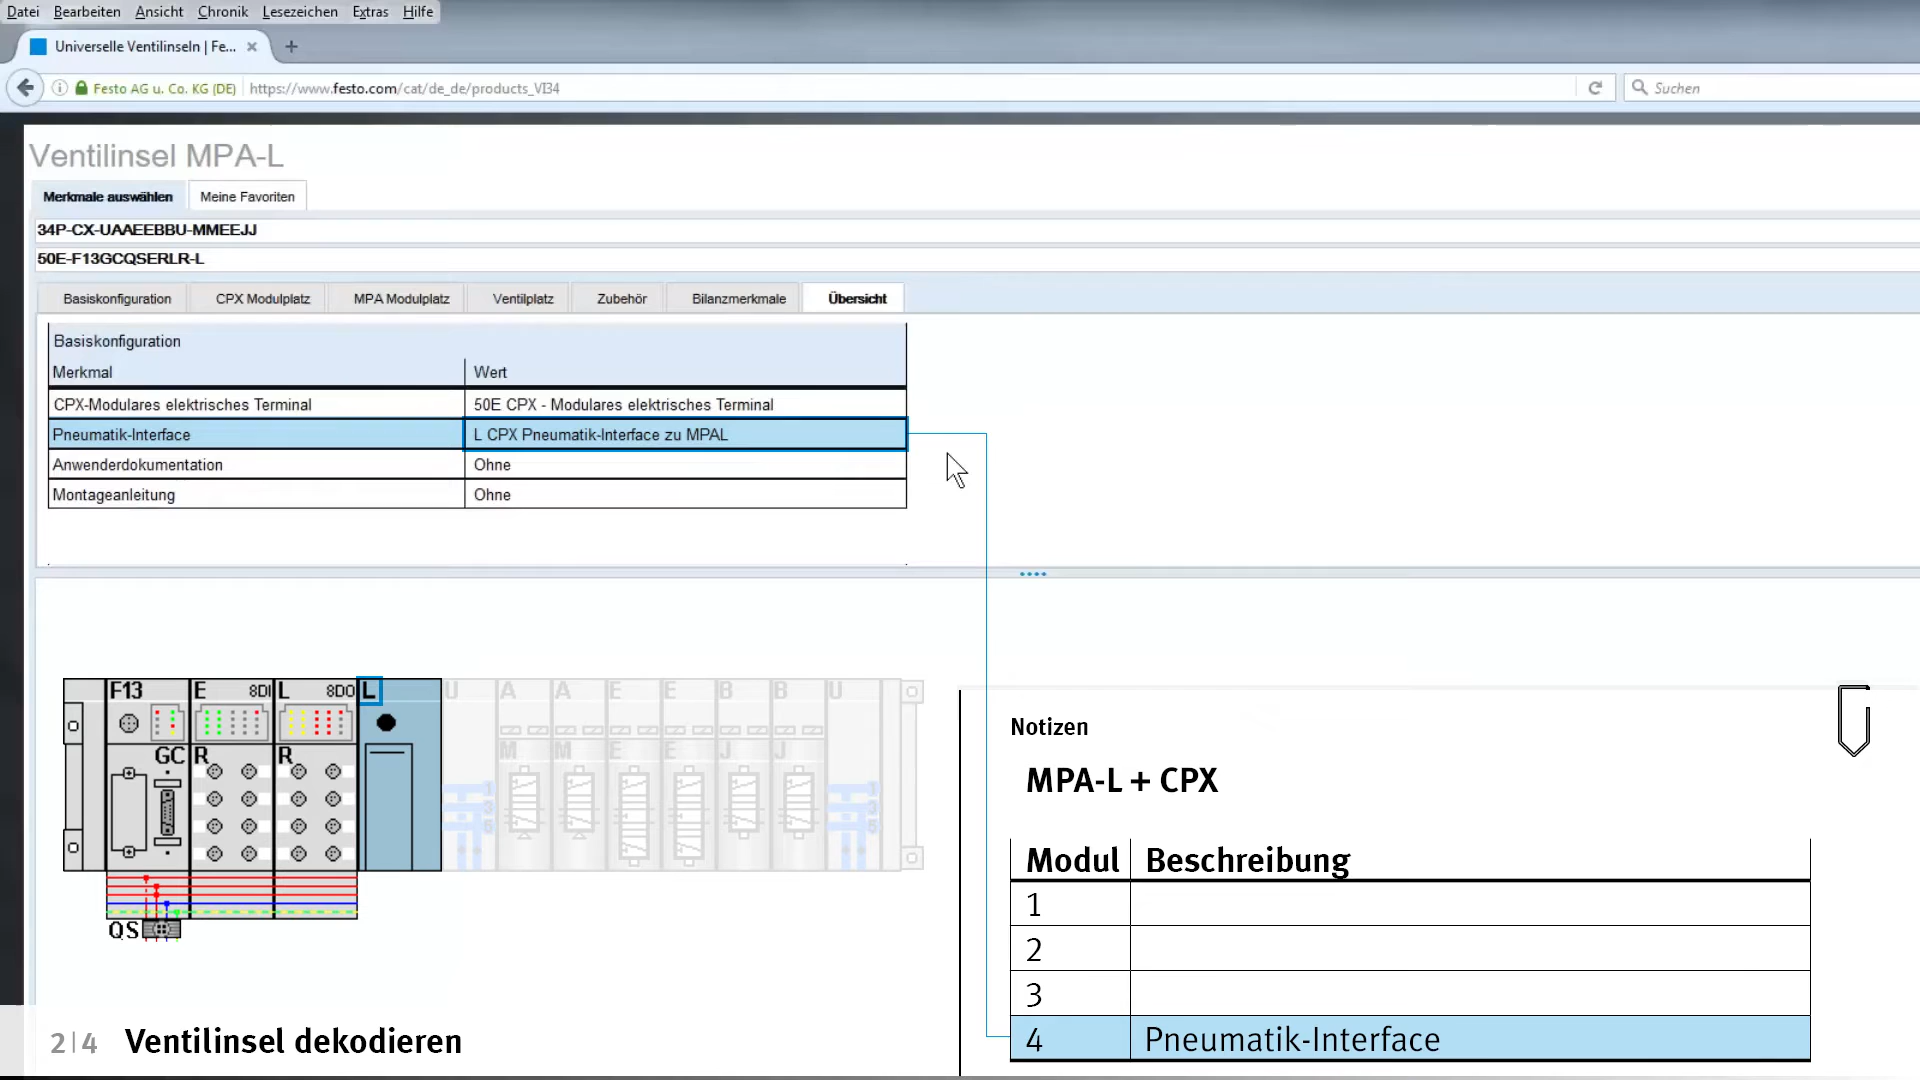 Datei Bearbeiten Ansicht Chronik Lesezeichen Extras Hilfe
Universelle Ventilinseln | Fe...
Festo AG u. Co. KG (DE) https://www.festo.com/cat/de_de/products_VI34
Suchen
Ventilinsel MPA-L
Merkmale auswählen Meine Favoriten
34P-CX-UAAEEBBU-MMEEJJ
50E-F13GCQSERLR-L
Basiskonfiguration CPX Modulplatz MPA Modulplatz Ventilplatz Zubehör Bilanzmerkmale Übersicht
Basiskonfiguration
Merkmal Wert
CPX-Modulares elektrisches Terminal 50E CPX - Modulares elektrisches Terminal
Pneumatik-Interface L CPX Pneumatik-Interface zu MPAL
Anwenderdokumentation Ohne
Montageanleitung Ohne
F13 E 8DI L 8DO L U A A E E B B U
GC R R M M E E J J
QS
Notizen
MPA-L + CPX
Modul Beschreibung
1
2
3
4 Pneumatik-Interface
2|4 Ventilinsel dekodieren